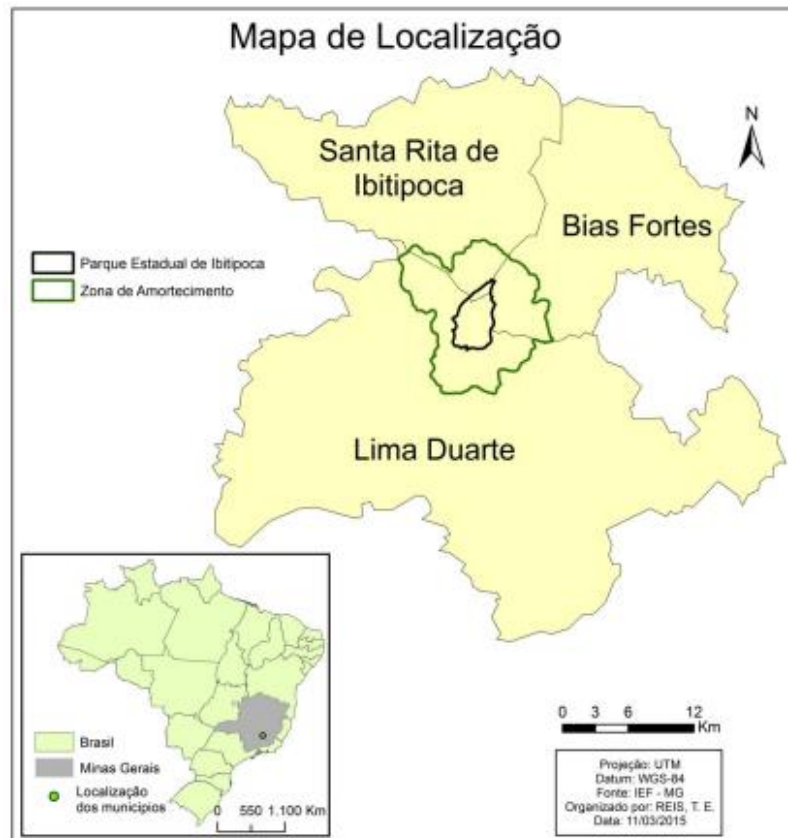 Mapa de Localização
N
Santa Rita de
Ibitipoca
Bias Fortes
Parque Estadual de Ibitipoca
Zona de Amortecimento
Lima Duarte
Brasil
Minas Gerais
Localização
dos municípios
0 550 1.100 Km
0 3 6 12
Km
Projeção: UTM
Datum: WGS-84
Fonte: IEF - MG
Organizado por: REIS, T. E.
Data: 11/03/2015